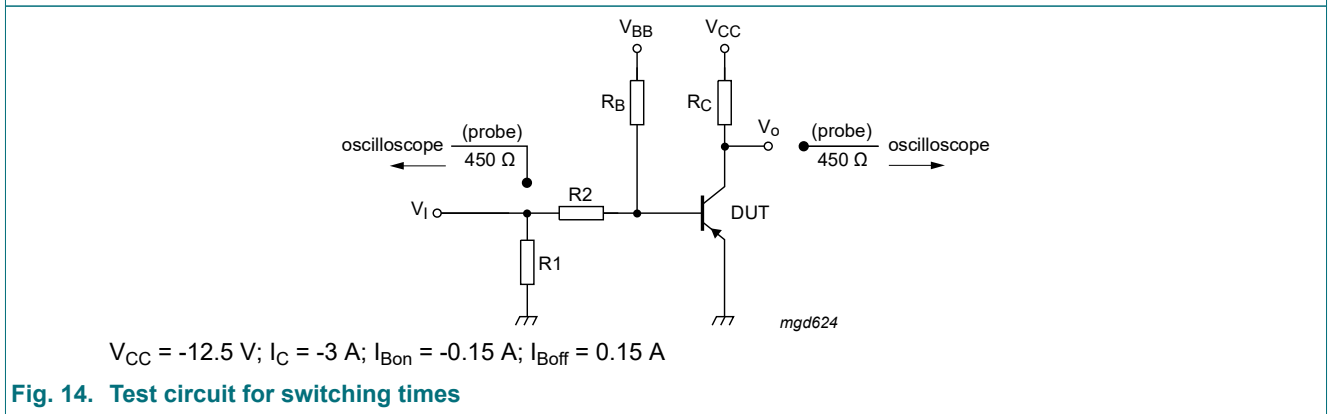 VBB
VCC
RB
RC
Vo
oscilloscope
(probe)
450 Ω
(probe)
450 Ω
oscilloscope
R2
VI
DUT
R1
mgd624
VCC = -12.5 V; IC = -3 A; IBon = -0.15 A; IBoff = 0.15 A
Fig. 14. Test circuit for switching times